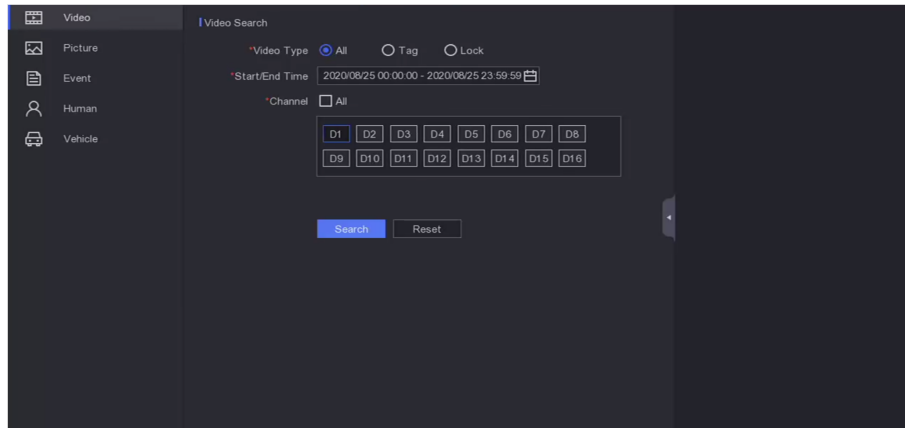 Video
Picture
Event
Human
Vehicle
Video Search
*Video Type All Tag Lock
*Start/End Time 2020/08/25 00:00:00 - 2020/08/25 23:59:59
*Channel All
D1 D2 D3 D4 D5 D6 D7 D8
D9 D10 D11 D12 D13 D14 D15 D16
Search Reset